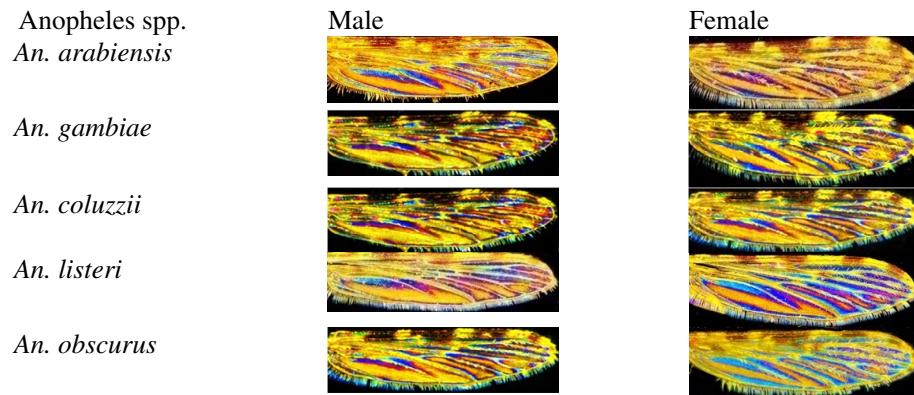 Anopheles spp. Male Female
An. arabiensis
An. gambiae
An. coluzzii
An. listeri
An. obscurus